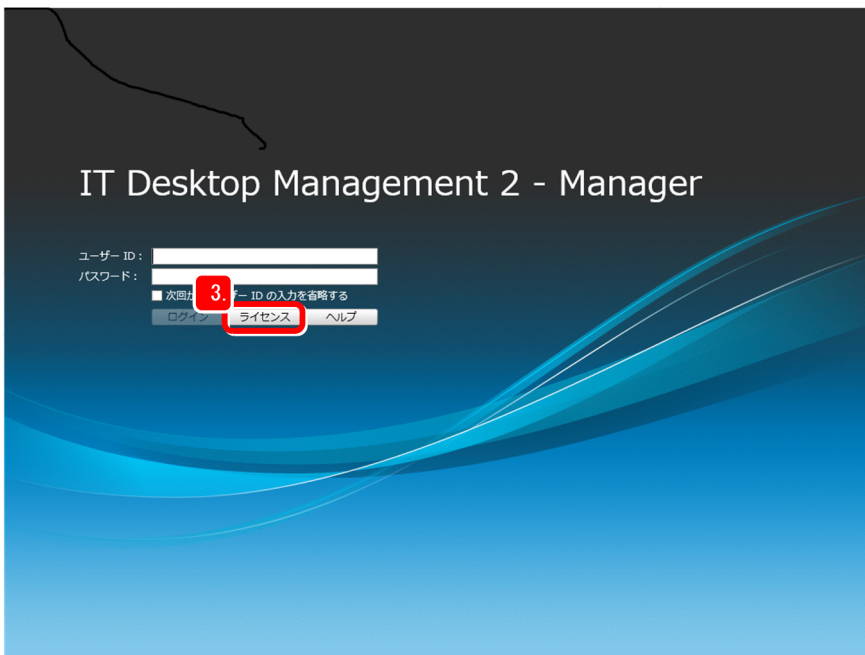 IT Desktop Management 2 - Manager
ユーザー ID :
パスワード :
次回か ー ID の入力を省略する
3.
ログイン ライセンス ヘルプ